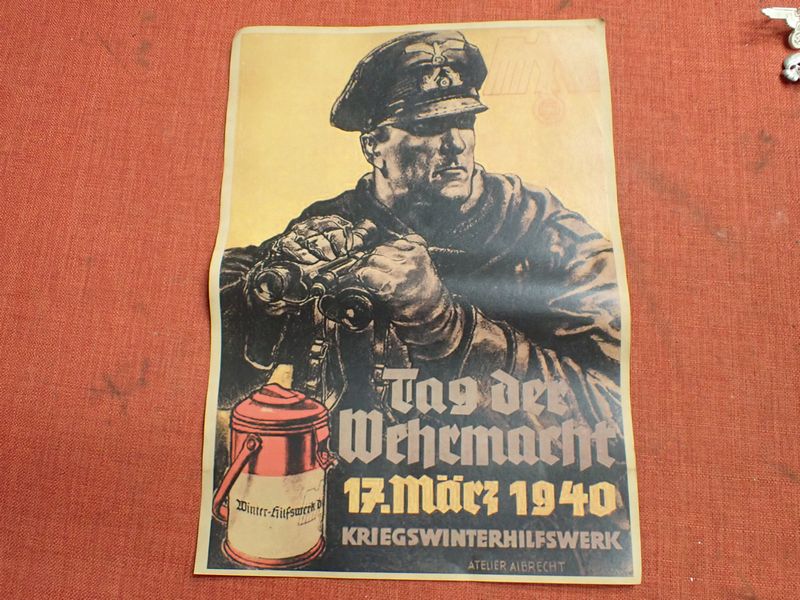 Tag der
Wehrmacht
17. März 1940
KRIEGSWINTERHILFSWERK
Winter-Hilfswerk d
ATELIER ALBRECHT